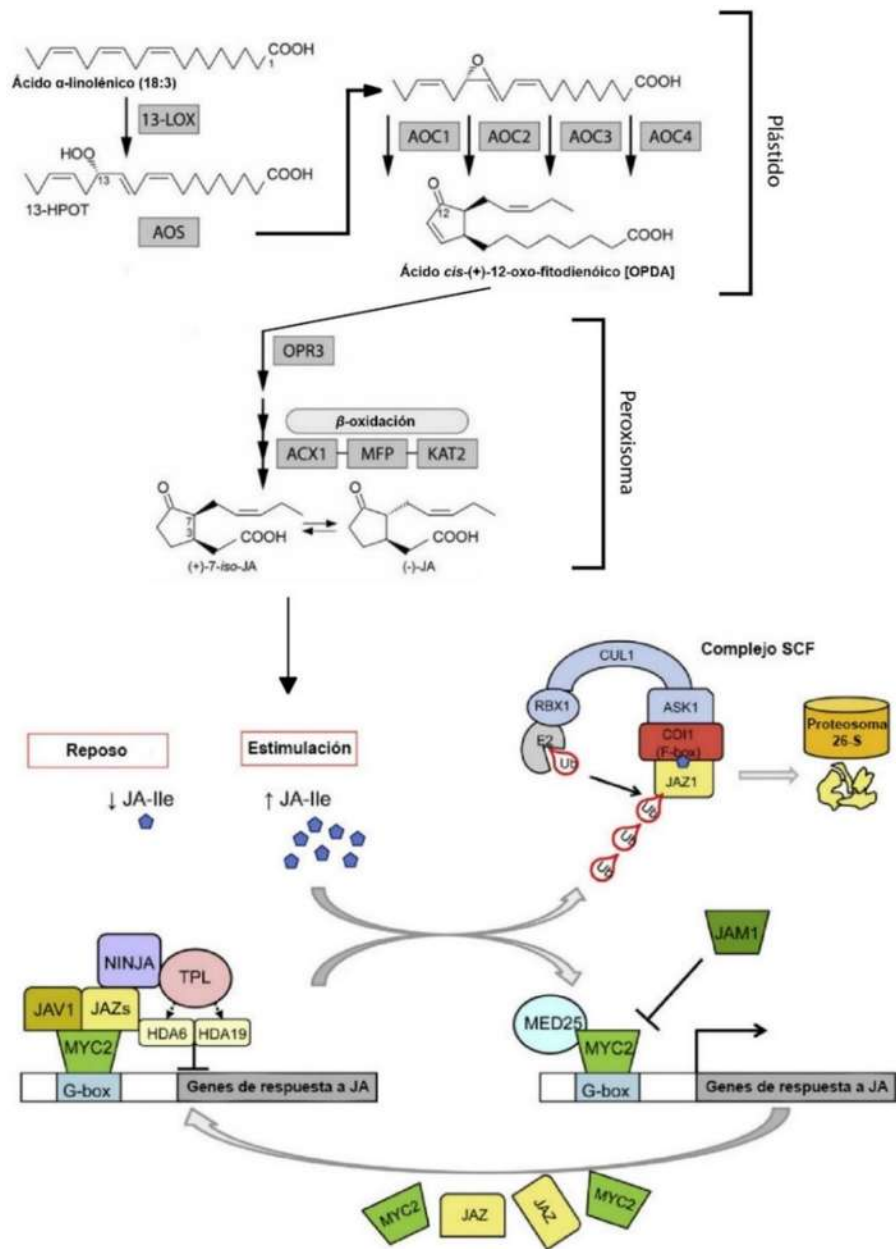 COOH
1
Ácido α-linolénico (18:3)
13-LOX
HOO
13
COOH
13-HPOT
AOS
O
COOH
AOC1
AOC2
AOC3
AOC4
O
12
COOH
Ácido cis-(+)-12-oxo-fitodienóico [OPDA]
Plástido
OPR3
β-oxidación
ACX1
MFP
KAT2
O
7
3
COOH
(+)-7-iso-JA
O
COOH
(-)-JA
Peroxisoma
Reposo
↓ JA-Ile
Estimulación
↑ JA-Ile
Complejo SCF
CUL1
RBX1
E2
Ub
ASK1
COI1
(F-box)
JAZ1
Ub
Ub
Ub
Proteosoma
26-S
NINJA
TPL
JAV1
JAZs
HDA6
HDA19
MYC2
G-box
Genes de respuesta a JA
JAM1
MED25
MYC2
G-box
Genes de respuesta a JA
MYC2
JAZ
JAZ
MYC2